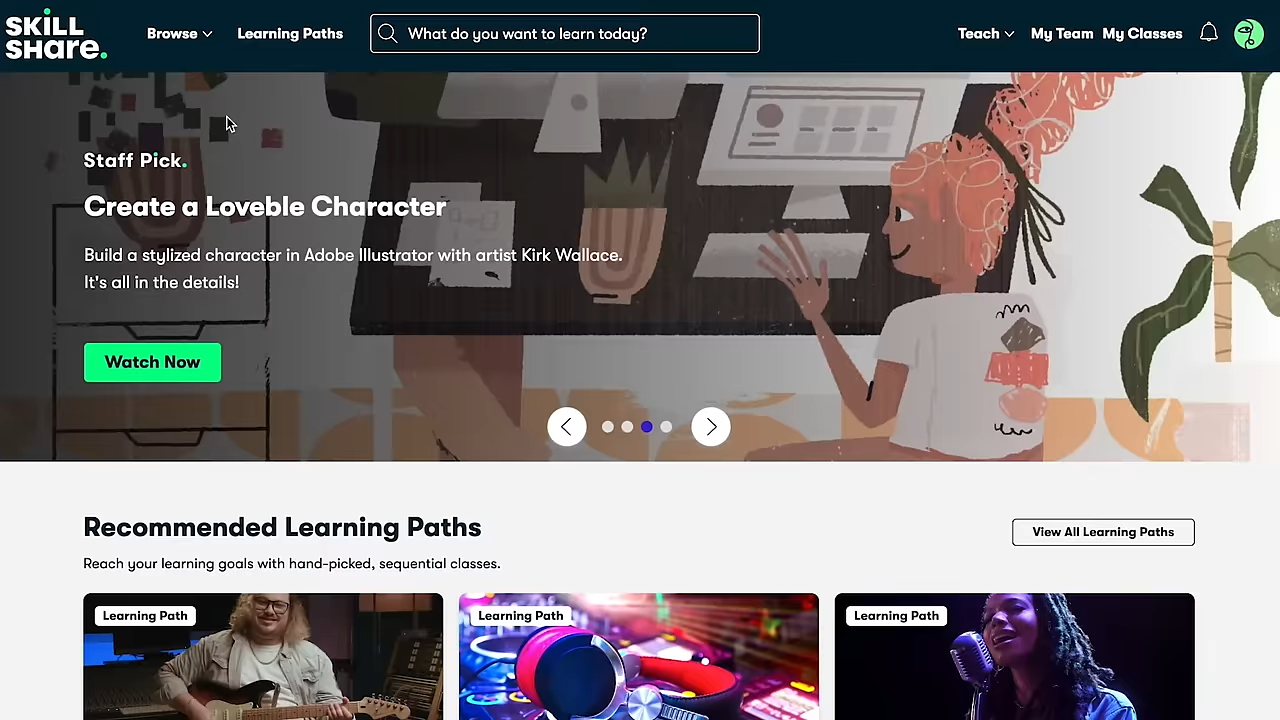 SKILL
SHARE.
Browse
Learning Paths
What do you want to learn today?
Teach
My Team
My Classes
Staff Pick.
Create a Loveble Character
Build a stylized character in Adobe Illustrator with artist Kirk Wallace.
It's all in the details!
Watch Now
Recommended Learning Paths
View All Learning Paths
Reach your learning goals with hand-picked, sequential classes.
Learning Path
Learning Path
Learning Path